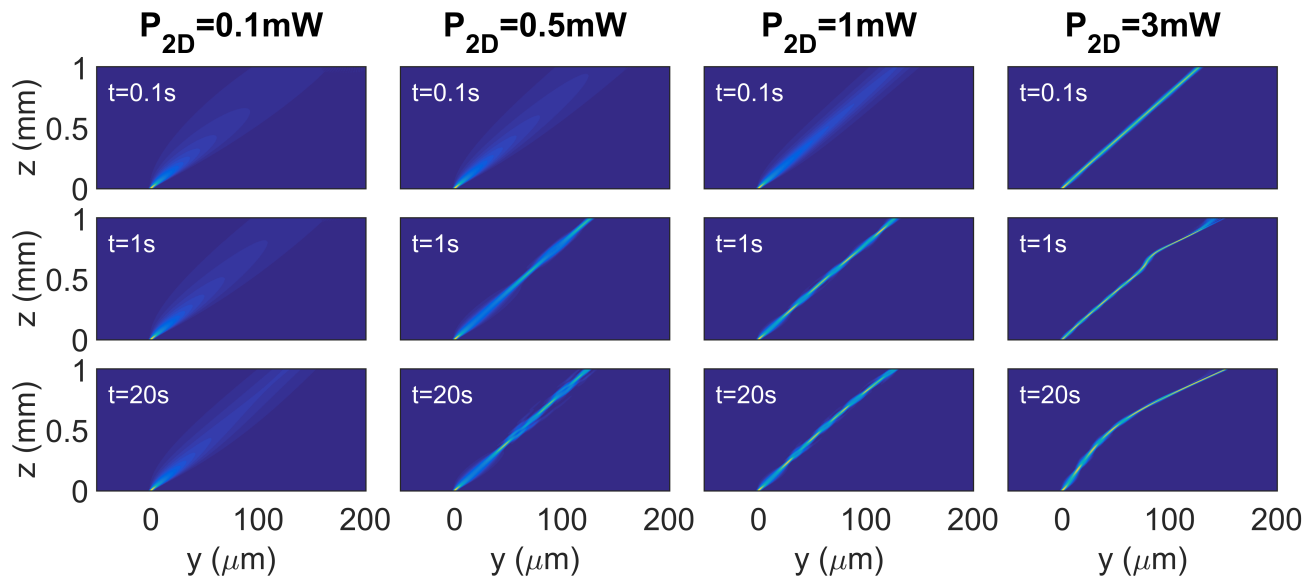 P2D=0.1mW P2D=0.5mW P2D=1mW P2D=3mW
z (mm) 1 0.5 0 t=0.1s t=0.1s t=0.1s t=0.1s
z (mm) 1 0.5 0 t=1s t=1s t=1s t=1s
z (mm) 1 0.5 0 t=20s t=20s t=20s t=20s
0 100 200 0 100 200 0 100 200 0 100 200
y (μm) y (μm) y (μm) y (μm)